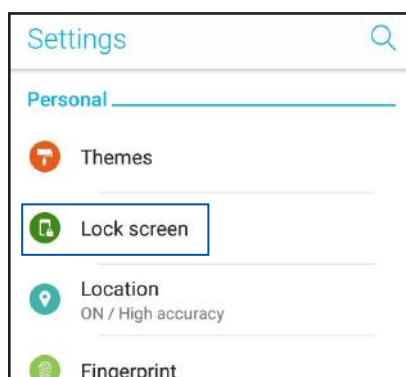 Settings
Personal
Themes
Lock screen
Location
ON / High accuracy
Fingerprint